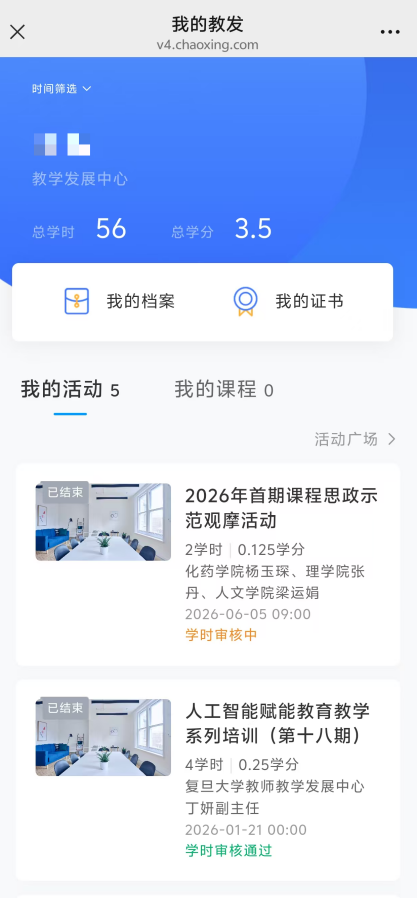 我的教发
v4.chaoxing.com
时间筛选
教学发展中心
总学时 56 总学分 3.5
我的档案 我的证书
我的活动 5 我的课程 0
活动广场
已结束
2026年首期课程思政示
范观摩活动
2学时 0.125学分
化药学院杨玉琛、理学院张
丹、人文学院梁运娟
2026-06-05 09:00
学时审核中
已结束
人工智能赋能教育教学
系列培训（第十八期）
4学时 0.25学分
复旦大学教师教学发展中心
丁妍副主任
2026-01-21 00:00
学时审核通过